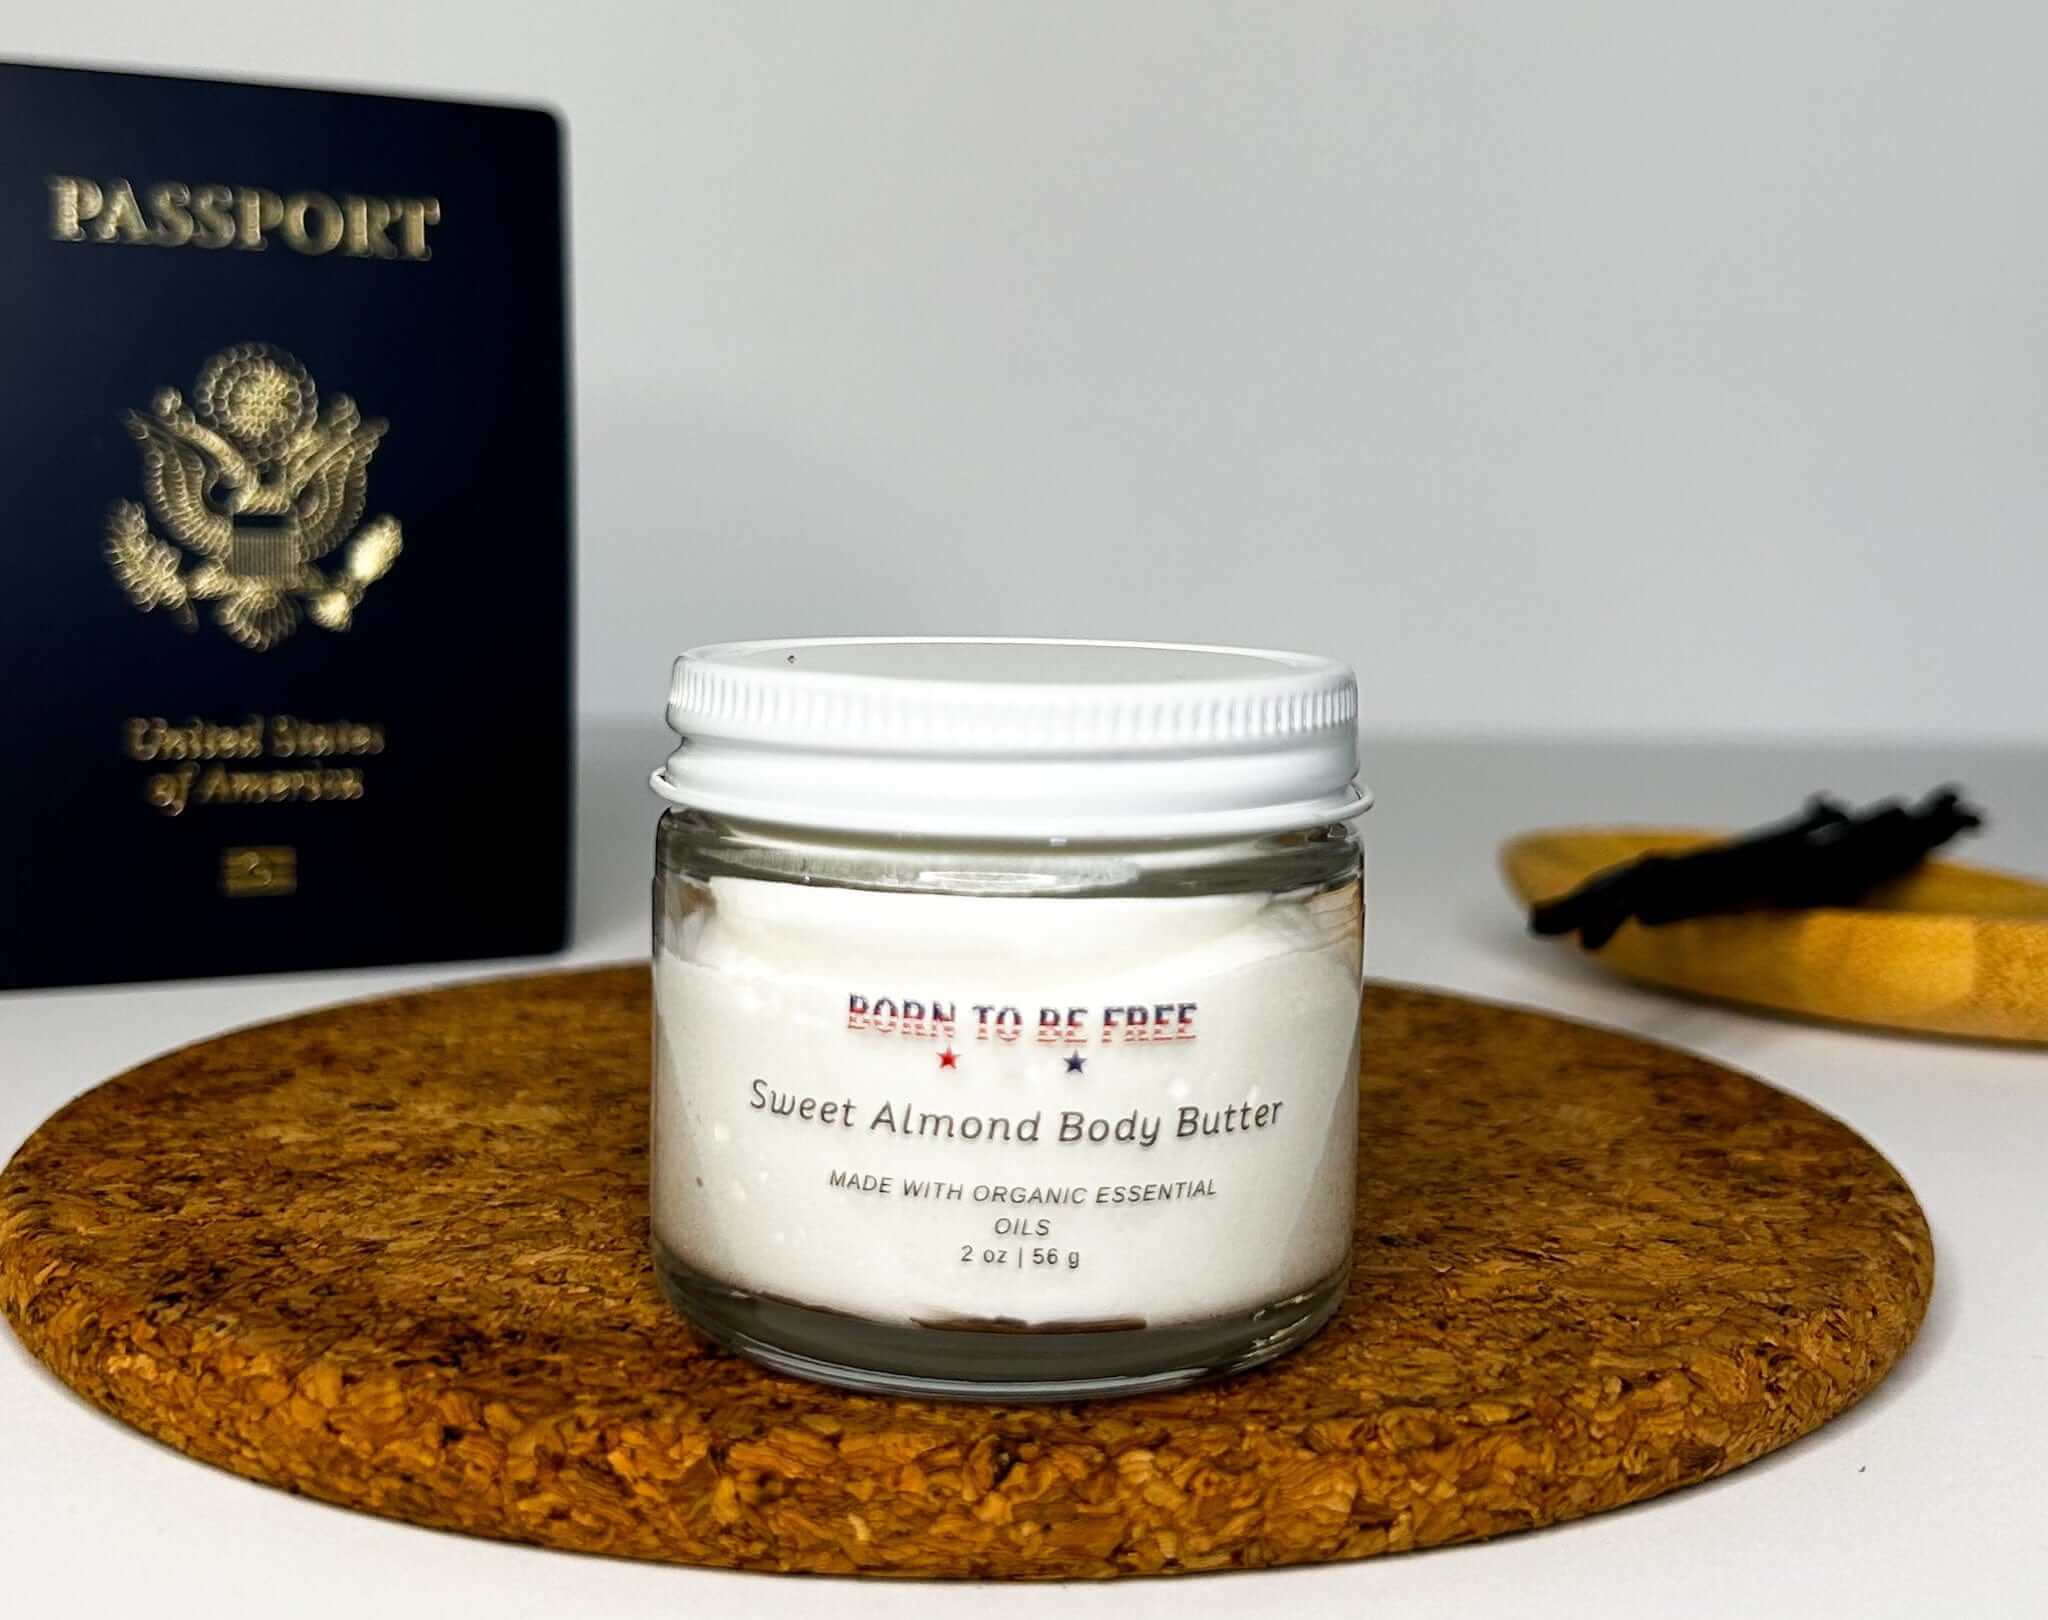 PASSPORT
United States
of America
BORN TO BE FREE
Sweet Almond Body Butter
MADE WITH ORGANIC ESSENTIAL
OILS
2 oz | 56 g